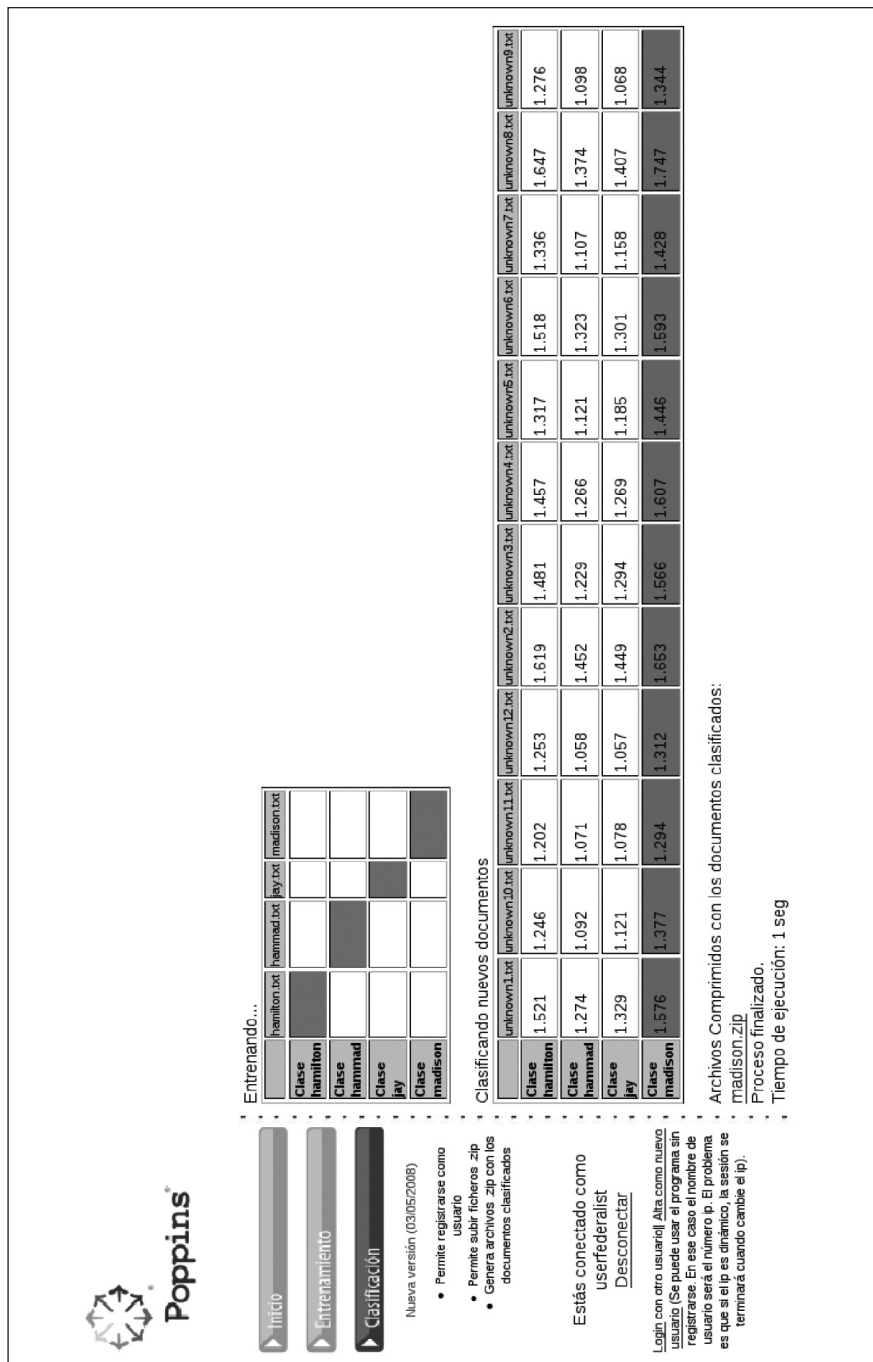 Poppins
Inicio
Entrenamiento
Clasificación
Nueva versión (03/05/2008)
• Permite registrarse como
usuario
• Permite subir ficheros .zip
• Genera archivos .zip con los
documentos clasificados
Estás conectado como
userfederalist
Desconectar
Login con otro usuario|| Alta como nuevo
usuario (Se puede usar el programa sin
registrarse. En ese caso el nombre de
usuario será el número ip. El problema
es que si el ip es dinámico, la sesión se
terminará cuando cambie el ip).
Entrenando...
hamilton.txt hammad.txt jay.txt madison.txt
Clase
hamilton
Clase
hammad
Clase
jay
Clase
madison
Clasificando nuevos documentos
unknown1.txt unknown10.txt unknown11.txt unknown12.txt unknown2.txt unknown3.txt unknown4.txt unknown5.txt unknown6.txt unknown7.txt unknown8.txt unknown9.txt
Clase
hamilton 1.521 1.246 1.202 1.253 1.619 1.481 1.457 1.317 1.518 1.336 1.647 1.276
Clase
hammad 1.274 1.092 1.071 1.058 1.452 1.229 1.266 1.121 1.323 1.107 1.374 1.098
Clase
jay 1.329 1.121 1.078 1.057 1.449 1.294 1.269 1.185 1.301 1.158 1.407 1.068
Clase
madison 1.576 1.377 1.294 1.312 1.653 1.566 1.607 1.446 1.593 1.428 1.747 1.344
Archivos Comprimidos con los documentos clasificados:
madison.zip
Proceso finalizado.
Tiempo de ejecución: 1 seg